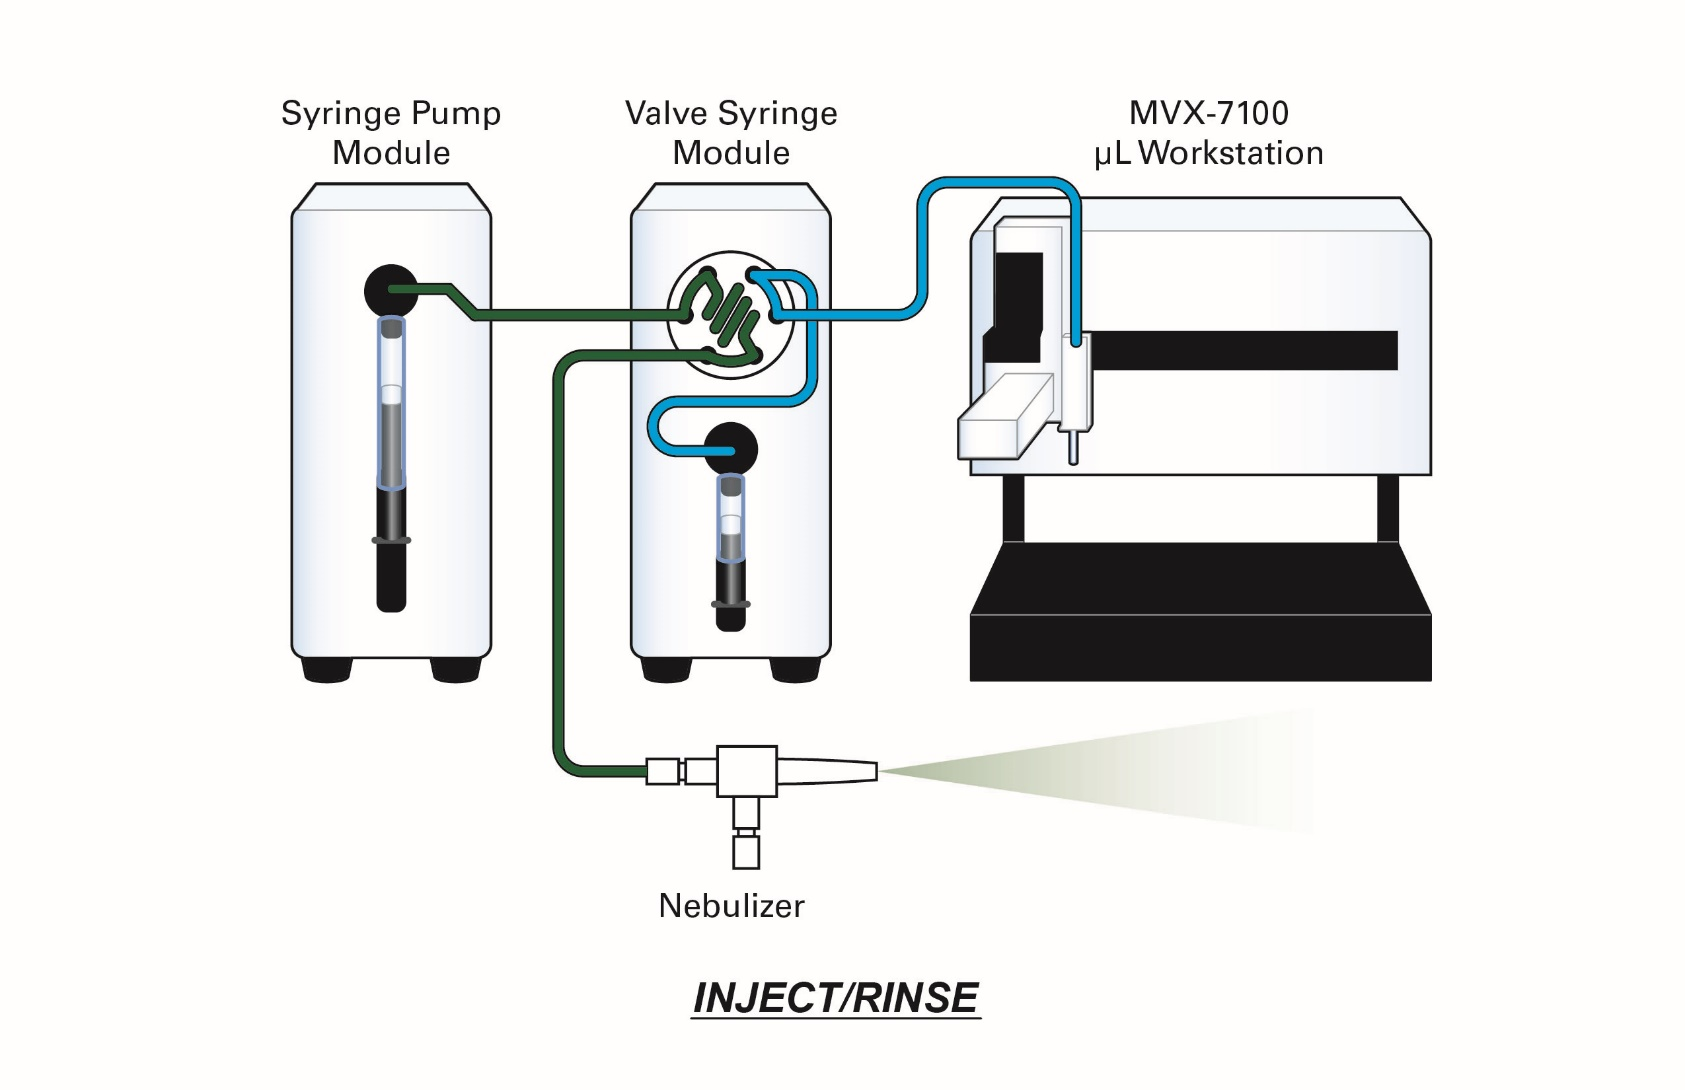 Syringe Pump
Module
Valve Syringe
Module
MVX-7100
µL Workstation
Nebulizer
INJECT/RINSE